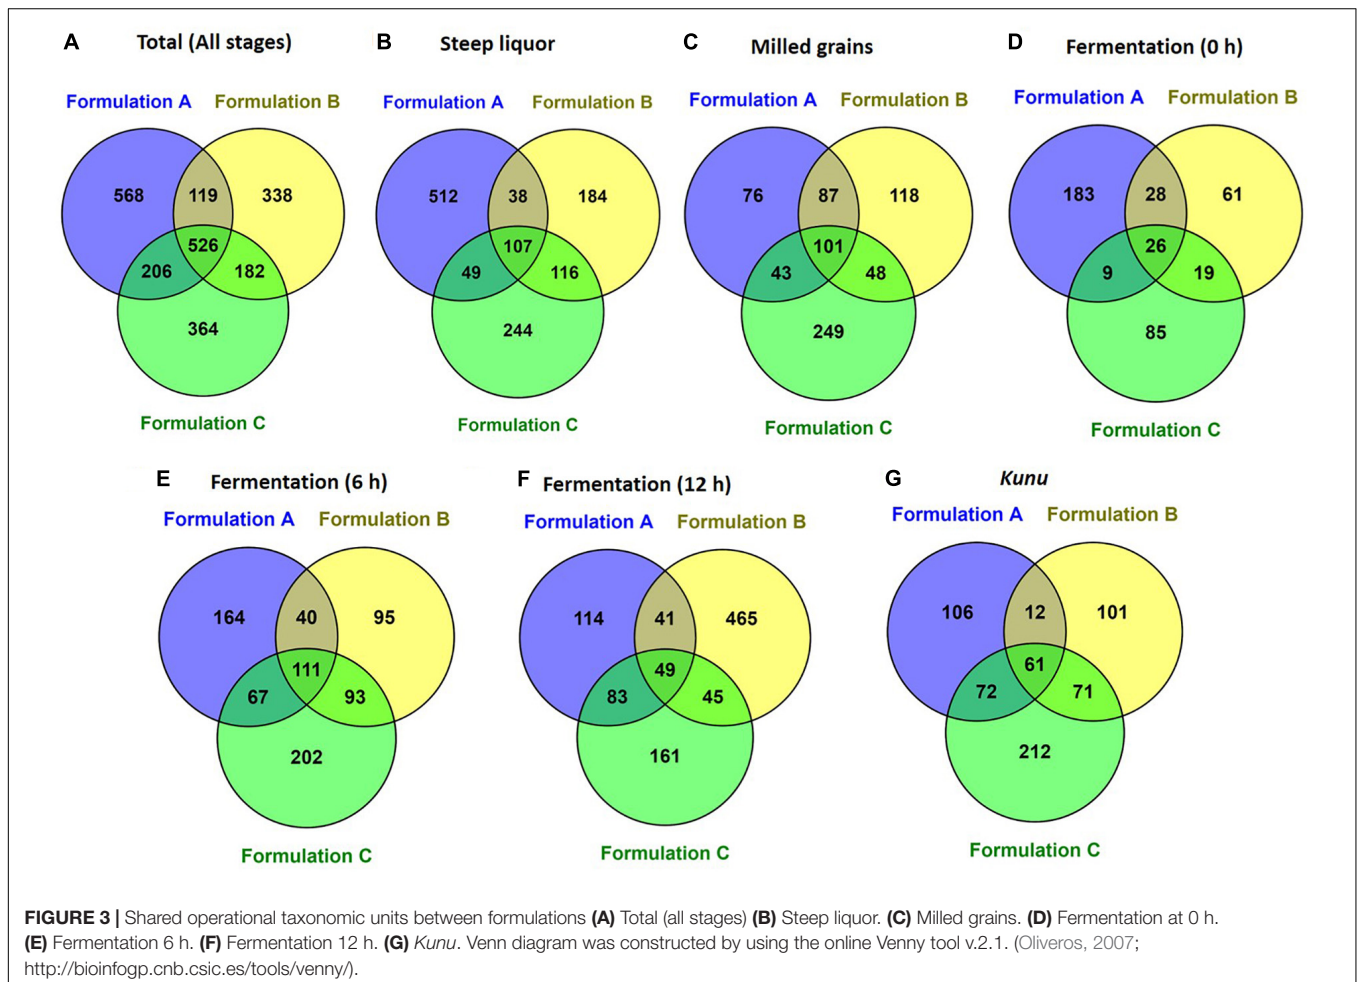 A Total (All stages)
Formulation A Formulation B
568 119 338
526
206 182
364
Formulation C
B Steep liquor
Formulation A Formulation B
512 38 184
107
49 116
244
Formulation C
C Milled grains
Formulation A Formulation B
76 87 118
101
43 48
249
Formulation C
D Fermentation (0 h)
Formulation A Formulation B
183 28 61
26
9 19
85
Formulation C
E Fermentation (6 h)
Formulation A Formulation B
164 40 95
111
67 93
202
Formulation C
F Fermentation (12 h)
Formulation A Formulation B
114 41 465
49
83 45
161
Formulation C
G Kunu
Formulation A Formulation B
106 12 101
61
72 71
212
Formulation C
FIGURE 3 | Shared operational taxonomic units between formulations (A) Total (all stages) (B) Steep liquor. (C) Milled grains. (D) Fermentation at 0 h.
(E) Fermentation 6 h. (F) Fermentation 12 h. (G) Kunu. Venn diagram was constructed by using the online Venny tool v.2.1. (Oliveros, 2007;
http://bioinfogp.cnb.csic.es/tools/venny/).